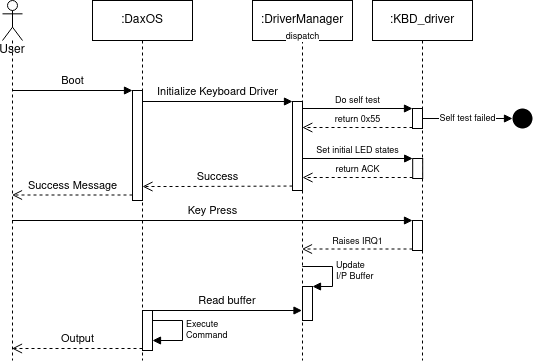 :DaxOS
:DriverManager
dispatch
:KBD_driver
User
Boot
Initialize Keyboard Driver
Do self test
return 0x55
Self test failed
Set initial LED states
return ACK
Success
Success Message
Key Press
Raises IRQ1
Update
I/P Buffer
Read buffer
Execute
Command
Output